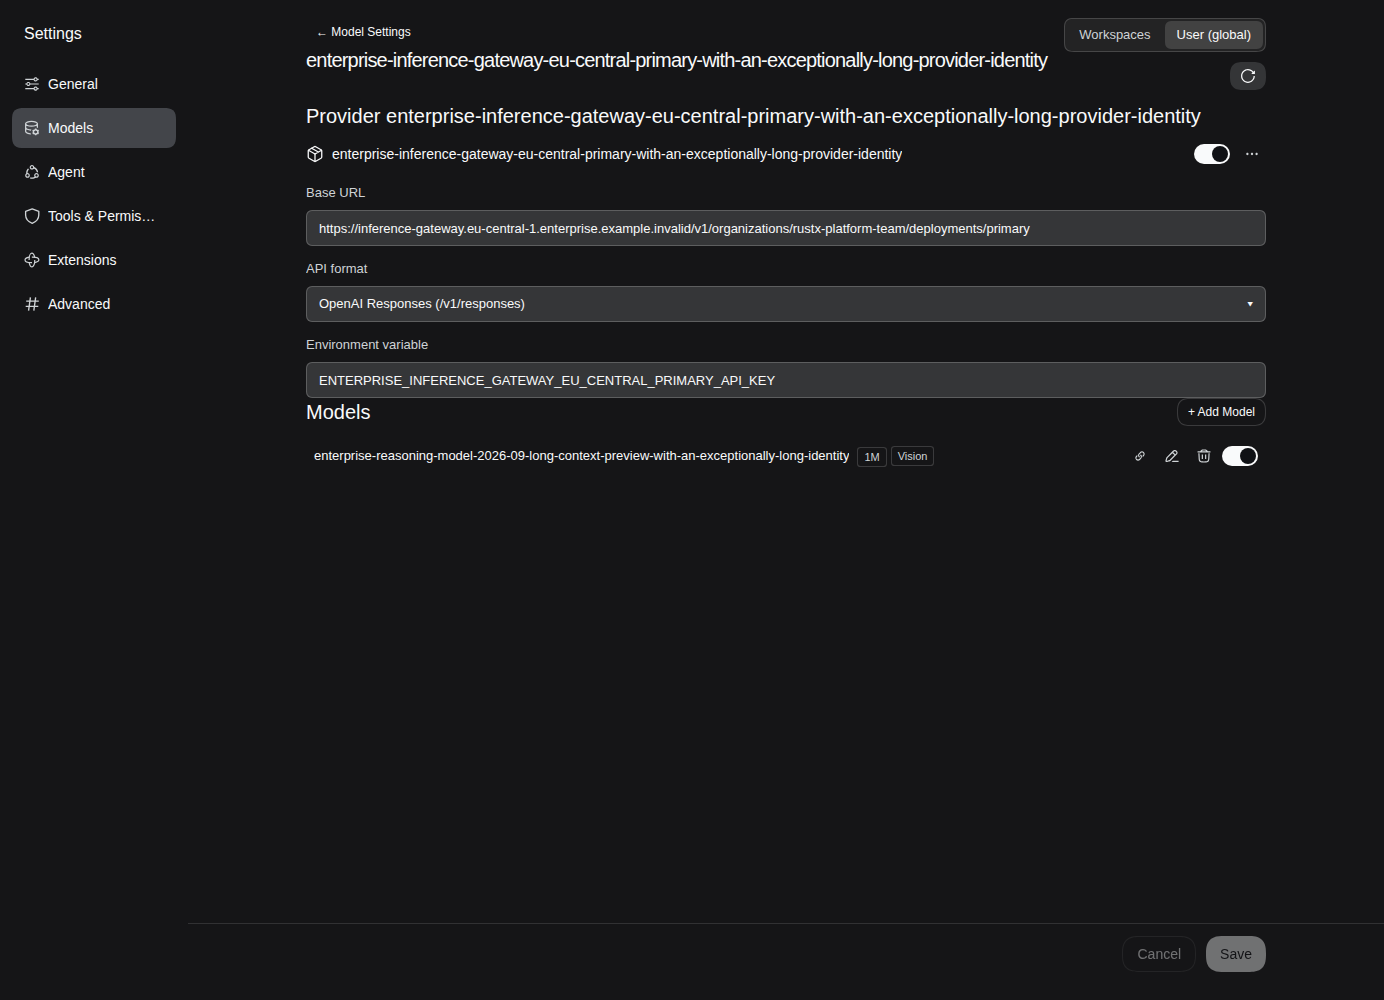 Settings
General
Models
Agent
Tools & Permis…
Extensions
Advanced
← Model Settings
enterprise-inference-gateway-eu-central-primary-with-an-exceptionally-long-provider-identity
Workspaces
User (global)
Provider enterprise-inference-gateway-eu-central-primary-with-an-exceptionally-long-provider-identity
enterprise-inference-gateway-eu-central-primary-with-an-exceptionally-long-provider-identity
Base URL
https://inference-gateway.eu-central-1.enterprise.example.invalid/v1/organizations/rustx-platform-team/deployments/primary
API format
OpenAI Responses (/v1/responses)
Environment variable
ENTERPRISE_INFERENCE_GATEWAY_EU_CENTRAL_PRIMARY_API_KEY
Models
+ Add Model
enterprise-reasoning-model-2026-09-long-context-preview-with-an-exceptionally-long-identity 1M Vision
Cancel
Save